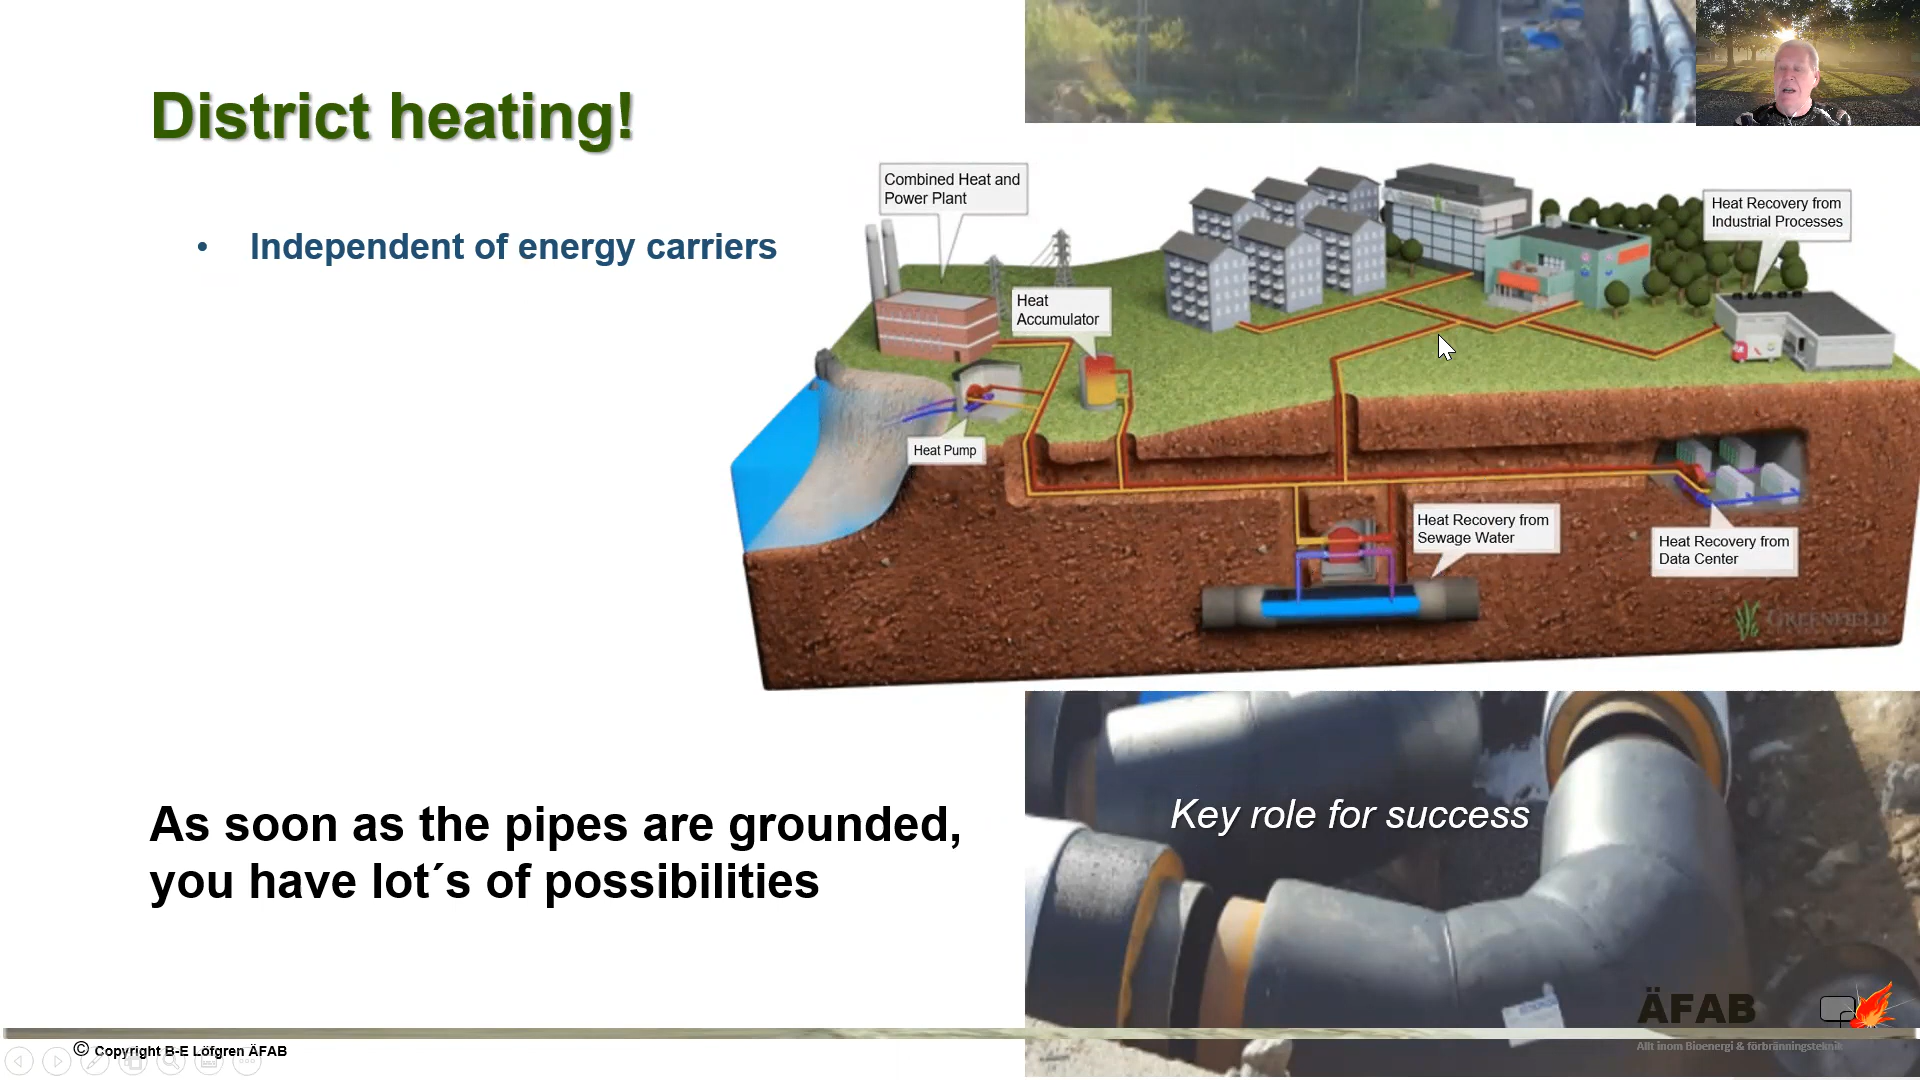 District heating!
• Independent of energy carriers
Combined Heat and
Power Plant
Heat
Accumulator
Heat Pump
Heat Recovery from
Industrial Processes
Heat Recovery from
Sewage Water
Heat Recovery from
Data Center
GREENFIELD
As soon as the pipes are grounded,
you have lot´s of possibilities
Key role for success
ÄFAB
Allt inom Bioenergi & förbränningsteknik
© Copyright B-E Löfgren ÄFAB